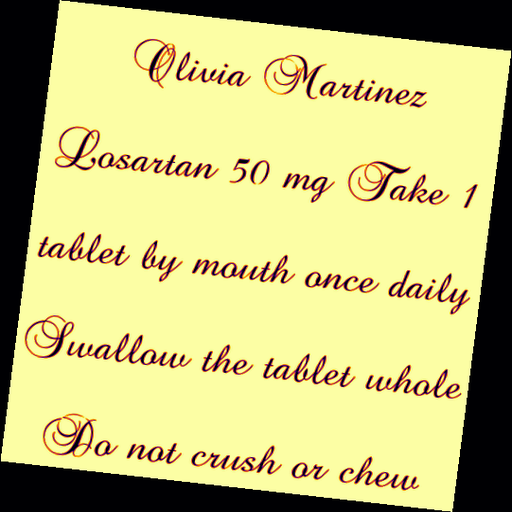 Olivia Martinez
Losartan 50 mg Take 1
tablet by mouth once daily
Swallow the tablet whole
Do not crush or chew